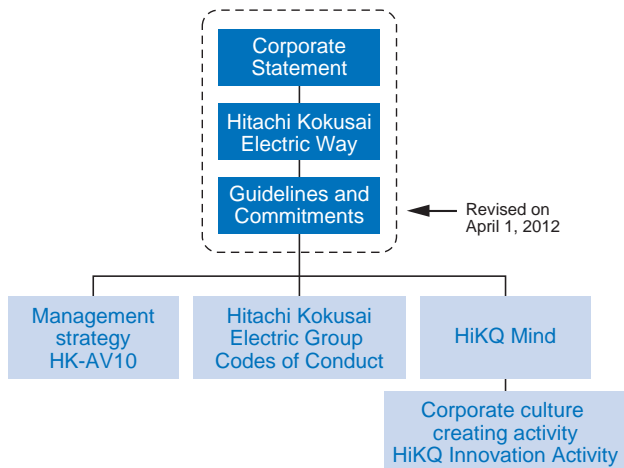 Corporate
Statement
Hitachi Kokusai
Electric Way
Guidelines and
Commitments
Revised on
April 1, 2012
Management
strategy
HK-AV10
Hitachi Kokusai
Electric Group
Codes of Conduct
HiKQ Mind
Corporate culture
creating activity
HiKQ Innovation Activity